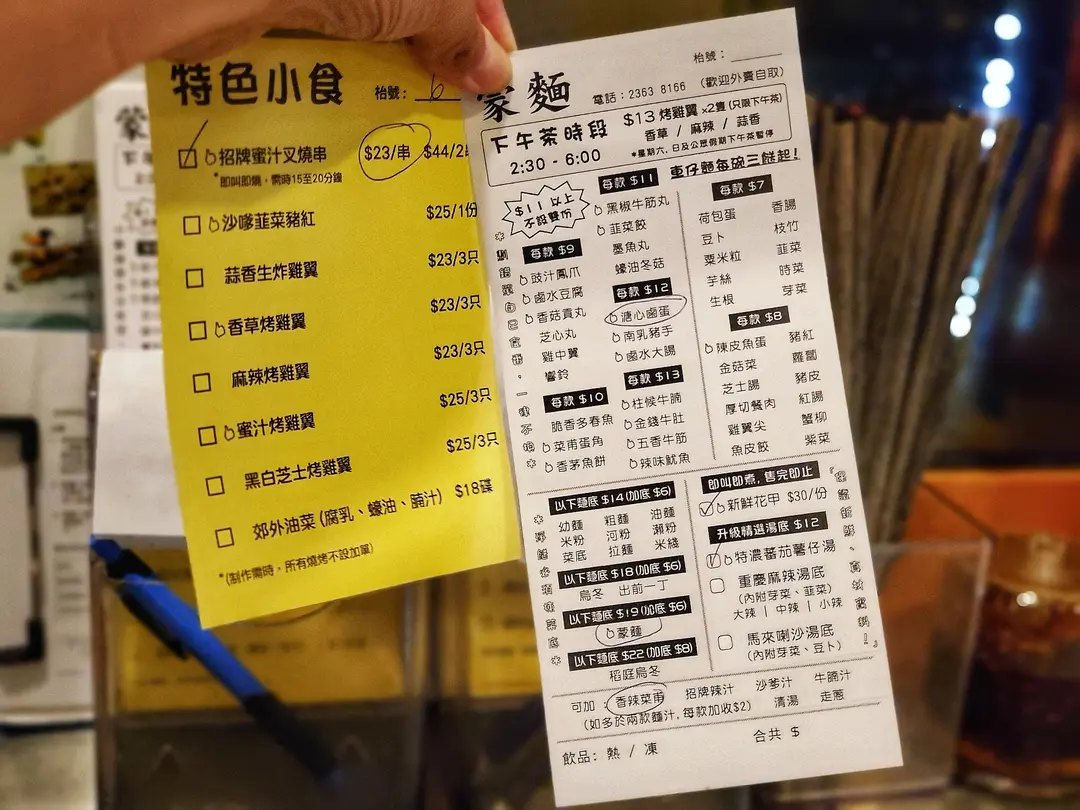 特色小食
枱號：6
招牌蜜汁叉燒串 $23/串 $44/2
*即叫即燒，需時15至20分鐘
沙嗲韮菜豬紅 $25/1份
蒜香生炸雞翼 $23/3只
香草烤雞翼 $23/3只
麻辣烤雞翼 $23/3只
蜜汁烤雞翼 $25/3只
黑白芝士烤雞翼 $25/3只
郊外油菜 (腐乳、蠔油、腩汁) $18碟
*(制作需時，所有燒烤不設加單)
枱號：
蒙麵 電話：2363 8166 (歡迎外賣自取)
下午茶時段
2:30 - 6:00
$13 烤雞翼 x2隻 (只限下午茶)
香草 / 麻辣 / 蒜香
*星期六,日及公眾假期下午茶暫停
車仔麵每碗三餸起!
$11以上
不設雙份
每款 $9
豉汁鳳爪
鹵水豆腐
香菇貢丸
芝心丸
雞中翼
響鈴
每款 $10
脆香多春魚
菜甫蛋角
香茅魚餅
每款 $11
黑椒牛筋丸
韮菜餃
墨魚丸
蠔油冬菇
每款 $12
溏心鹵蛋
南乳豬手
鹵水大腸
每款 $13
柱候牛腩
金錢牛肚
五香牛筋
辣味魷魚
每款 $7
荷包蛋 香腸
豆卜 枝竹
粟米粒 韮菜
芋絲 時菜
生根 芽菜
每款 $8
陳皮魚蛋 豬紅
金菇菜 蘿蔔
芝士腸 豬皮
厚切餐肉 紅腸
雞翼尖 蟹柳
魚皮餃 紫菜
以下麵底 $14(加底 $6)
幼麵 粗麵 油麵
米粉 河粉 瀨粉
菜底 拉麵 米綫
以下麵底 $18(加底 $6)
烏冬 出前一丁
以下麵底 $19(加底 $6)
蒙麵
以下麵底 $22(加底 $8)
稻庭烏冬
即叫即煮，售完即止
新鮮花甲 $30/份
升級精選湯底 $12
特濃蕃茄薯仔湯
重慶麻辣湯底
(內附芽菜、韮菜)
大辣 | 中辣 | 小辣
馬來喇沙湯底
(內附芽菜、豆卜)
可加：香辣菜甫 招牌辣汁 沙爹汁 牛腩汁
(如多於兩款麵汁,每款加收$2) 清湯 走蔥
飲品：熱 / 凍
合共 $